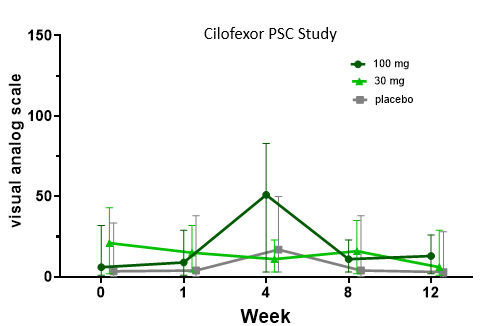 Cilofexor PSC Study
150
100
50
0
visual analog scale
100 mg
30 mg
placebo
0 1 4 8 12
Week